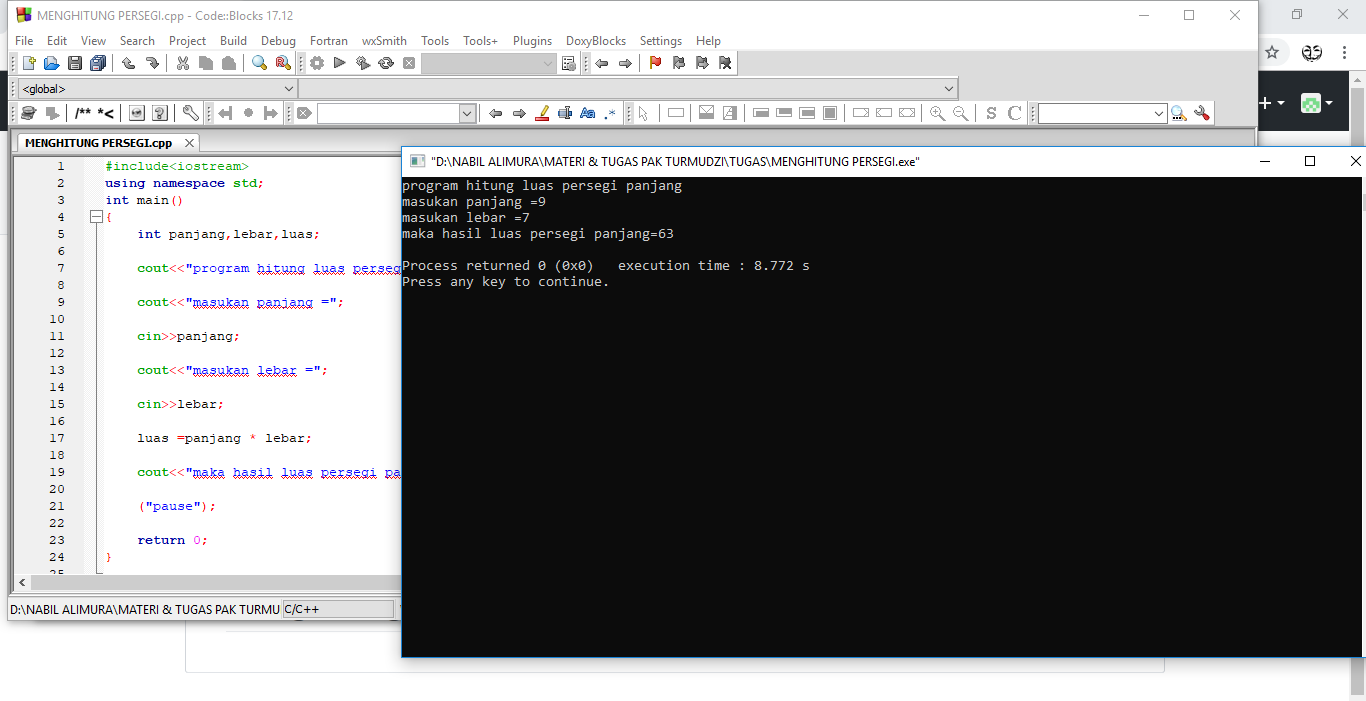 MENGHITUNG PERSEGI.cpp - Code::Blocks 17.12
File Edit View Search Project Build Debug Fortran wxSmith Tools Tools+ Plugins DoxyBlocks Settings Help
<global>
/** *<
Aa .*
S C
MENGHITUNG PERSEGI.cpp
1 #include<iostream>
2 using namespace std;
3 int main()
4 {
5 int panjang,lebar,luas;
6
7 cout<<"program hitung luas perseg
8
9 cout<<"masukan panjang =";
10
11 cin>>panjang;
12
13 cout<<"masukan lebar =";
14
15 cin>>lebar;
16
17 luas =panjang * lebar;
18
19 cout<<"maka hasil luas persegi pa
20
21 ("pause");
22
23 return 0;
24 }
25
D:\NABIL ALIMURA\MATERI & TUGAS PAK TURMU C/C++
"D:\NABIL ALIMURA\MATERI & TUGAS PAK TURMUDZI\TUGAS\MENGHITUNG PERSEGI.exe"
program hitung luas persegi panjang
masukan panjang =9
masukan lebar =7
maka hasil luas persegi panjang=63
Process returned 0 (0x0) execution time : 8.772 s
Press any key to continue.